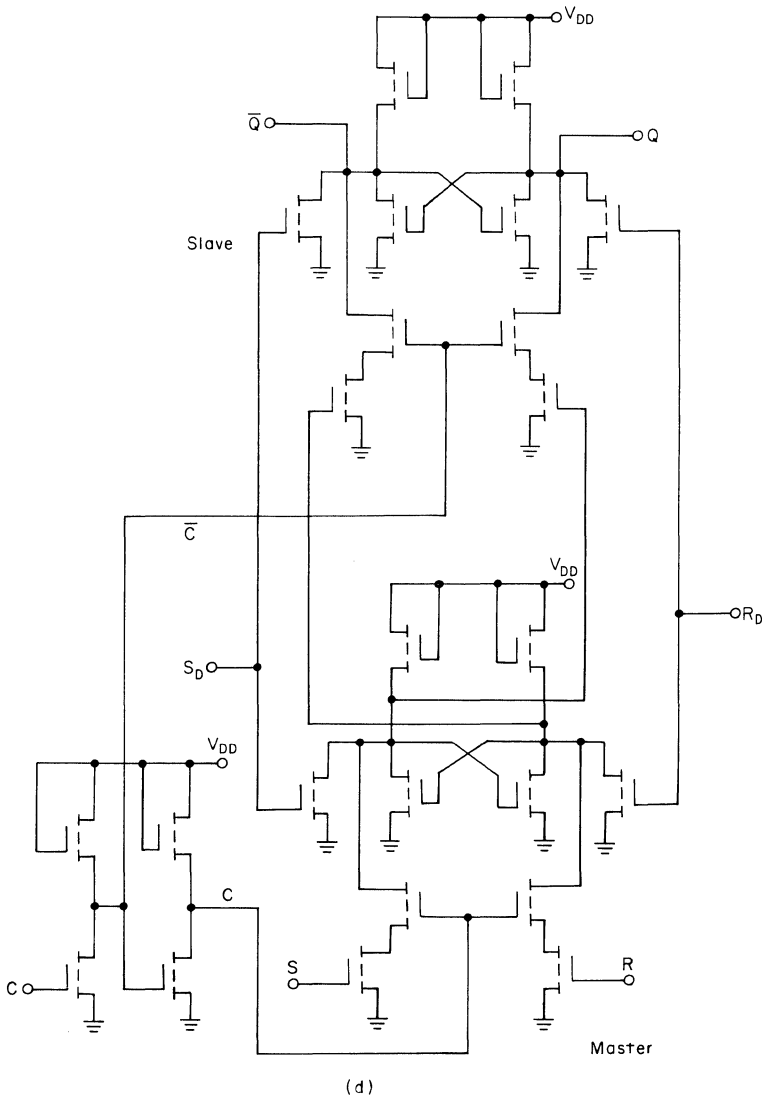 V_DD
Q̅
Q
Slave
C̅
V_DD
R_D
S_D
V_DD
C
S
R
C
Master
(d)